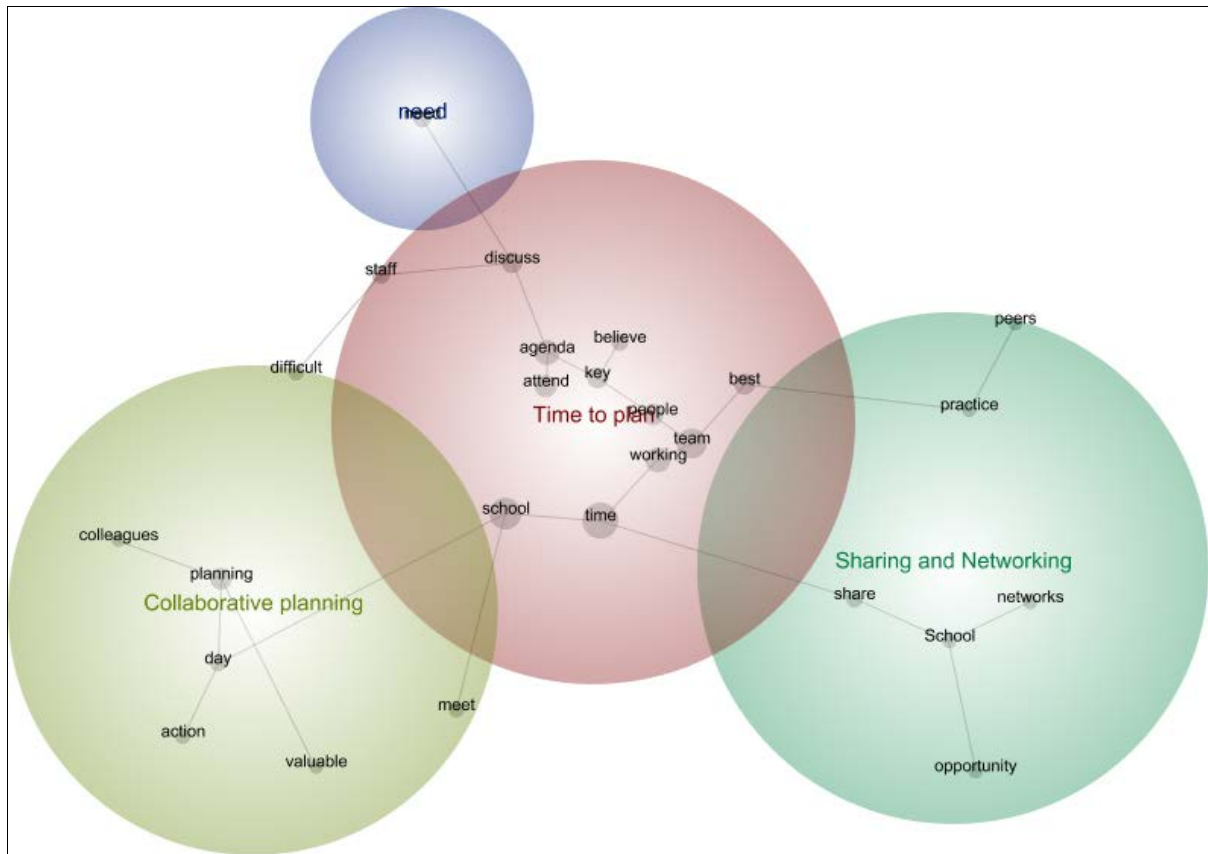 need
need
discuss
staff
peers
believe
agenda
difficult
key
attend
best
practice
people
Time to plan
team
working
school
time
colleagues
Sharing and Networking
planning
Collaborative planning
share
networks
School
day
meet
action
valuable
opportunity